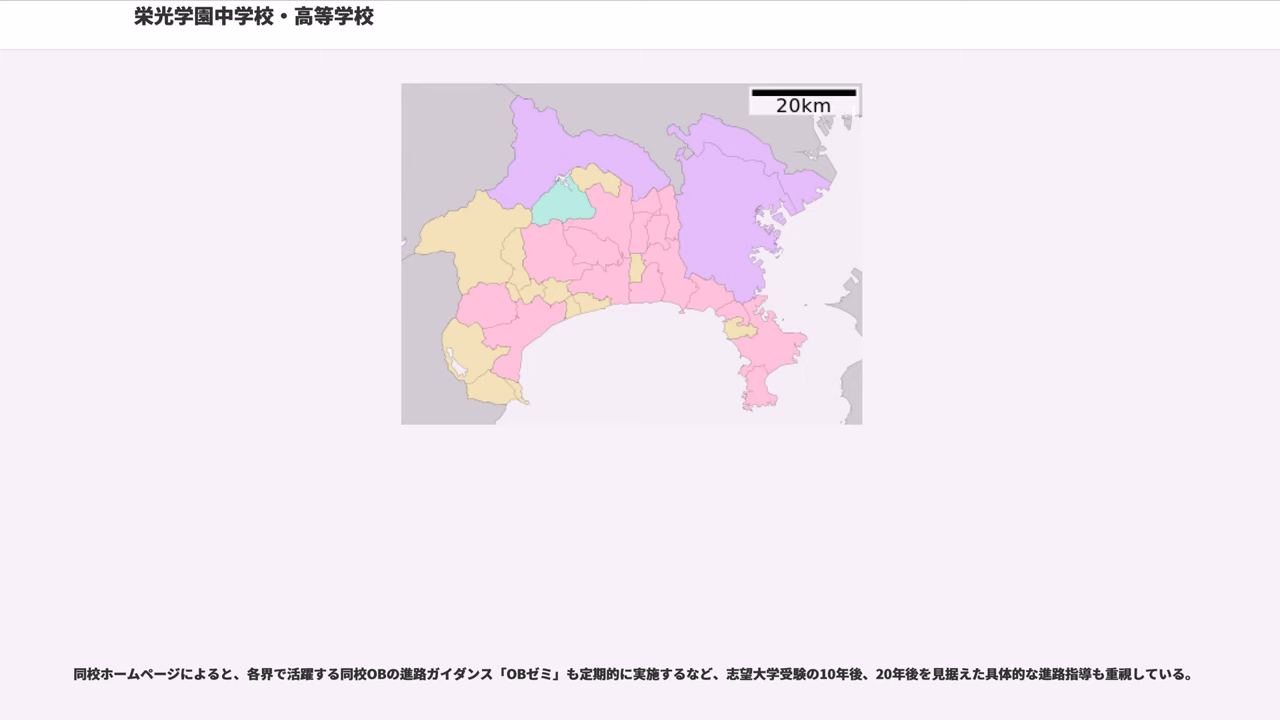 栄光学園中学校・高等学校
20km
同校ホームページによると、各界で活躍する同校OBの進路ガイダンス「OBゼミ」も定期的に実施するなど、志望大学受験の10年後、20年後を見据えた具体的な進路指導も重視している。